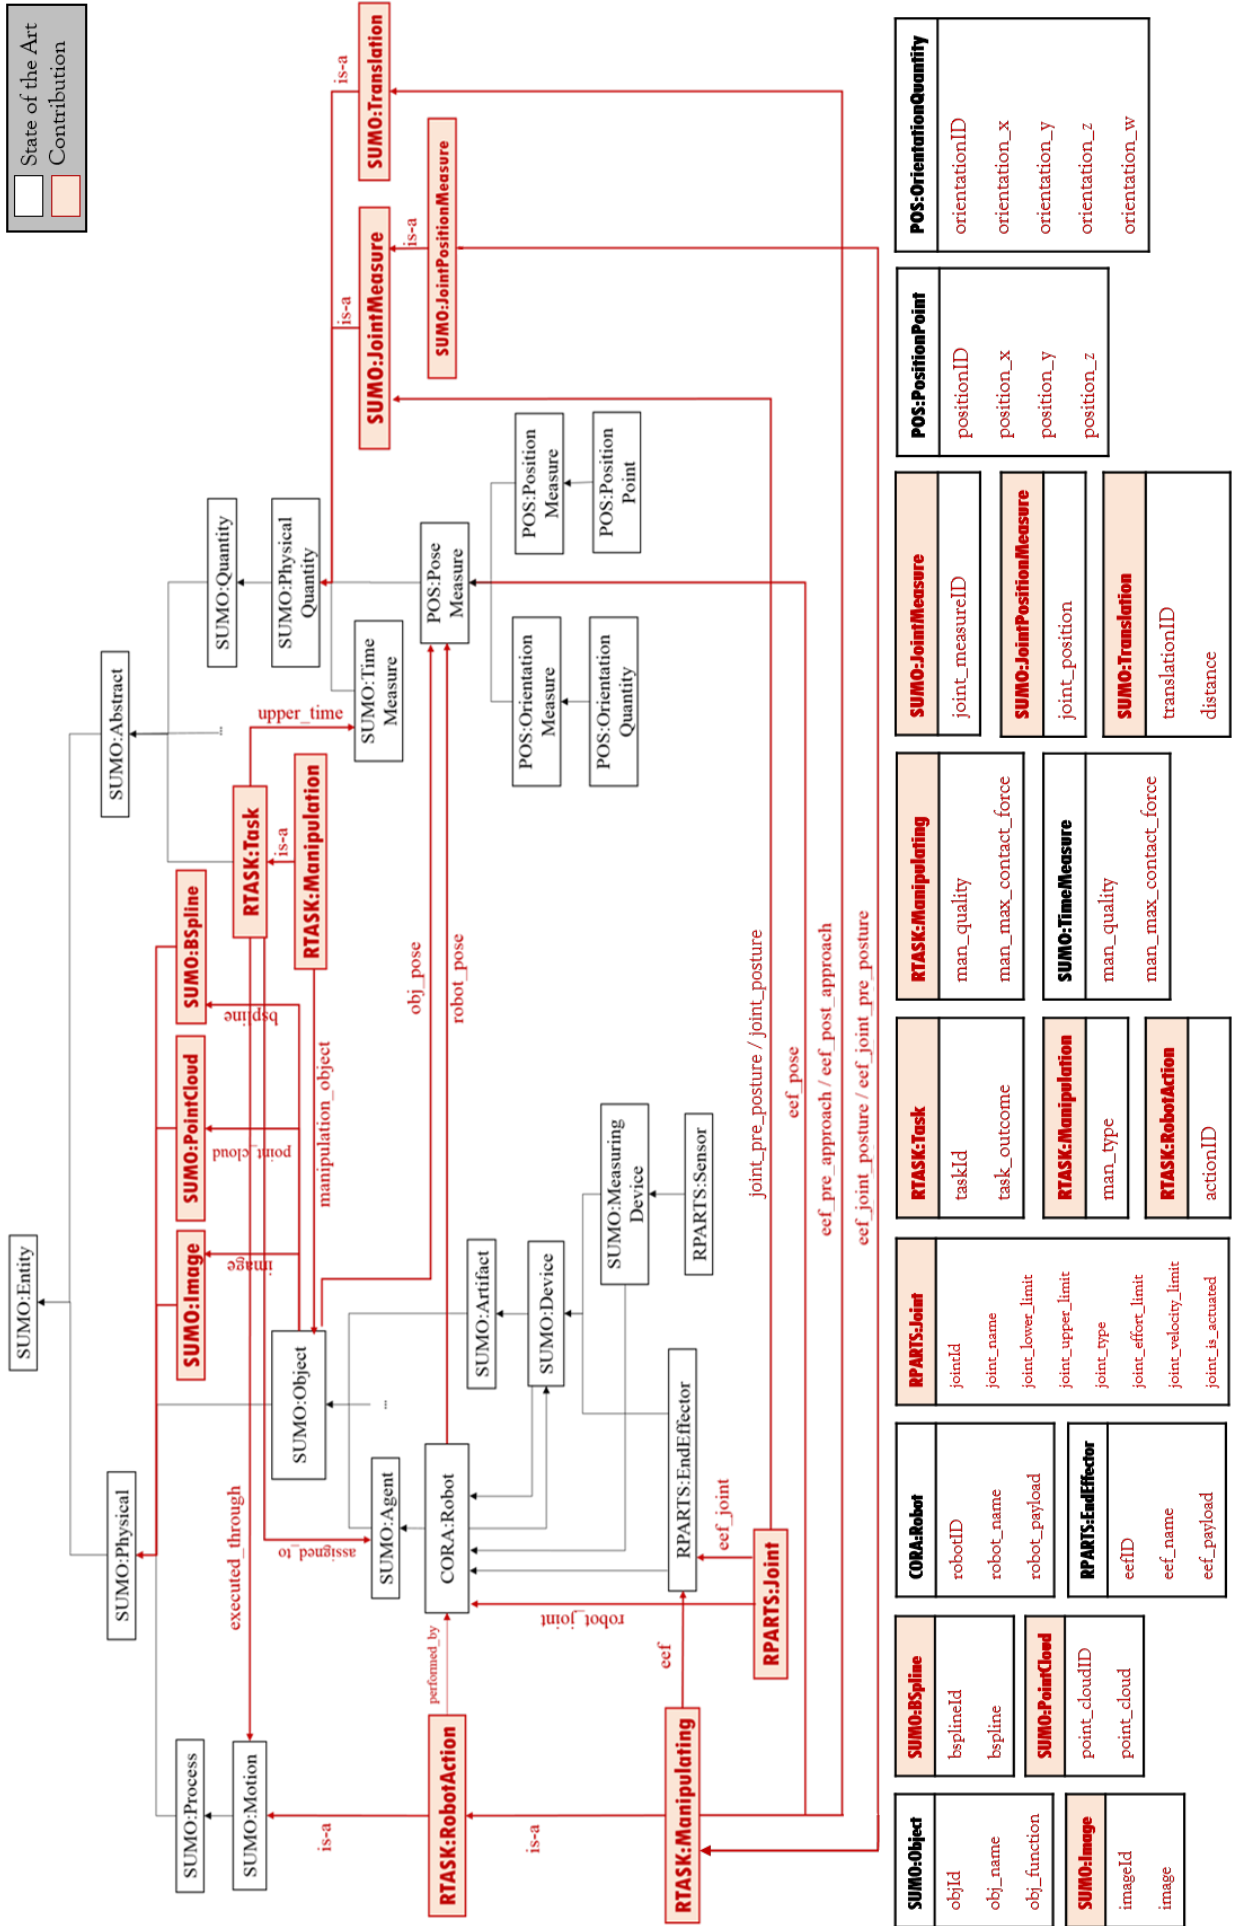 State of the Art
Contribution
SUMO:Entity
SUMO:Physical
SUMO:Abstract
SUMO:Process
SUMO:Motion
SUMO:Image
SUMO:PointCloud
SUMO:BSpline
RTASK:Task
RTASK:Manipulation
is-a
upper_time
SUMO:Quantity
SUMO:Physical
Quantity
SUMO:Time
Measure
...
executed_through
assigned_to
image
point_cloud
bspline
manipulation_object
SUMO:Object
...
SUMO:Agent
SUMO:Artifact
SUMO:Device
SUMO:Measuring
Device
RPARTS:Sensor
CORA:Robot
RPARTS:EndEffector
obj_pose
robot_pose
POS:Pose
Measure
POS:Orientation
Measure
POS:Orientation
Quantity
POS:Position
Measure
POS:Position
Point
is-a
SUMO:JointMeasure
is-a
SUMO:JointPositionMeasure
is-a
SUMO:Translation
is-a
RTASK:RobotAction
performed_by
is-a
RTASK:Manipulating
eef
robot_joint
eef_joint
RPARTS:Joint
joint_pre_posture / joint_posture
eef_pose
eef_pre_approach / eef_post_approach
eef_joint_posture / eef_joint_pre_posture
SUMO:Object
objId
obj_name
obj_function
SUMO:Image
imageId
image
SUMO:BSpline
bsplineId
bspline
SUMO:PointCloud
point_cloudID
point_cloud
CORA:Robot
robotID
robot_name
robot_payload
RPARTS:EndEffector
eefID
eef_name
eef_payload
RPARTS:Joint
jointId
joint_name
joint_lower_limit
joint_upper_limit
joint_type
joint_effort_limit
joint_velocity_limit
joint_is_actuated
RTASK:Task
taskId
task_outcome
RTASK:Manipulation
man_type
RTASK:RobotAction
actionID
RTASK:Manipulating
man_quality
man_max_contact_force
SUMO:TimeMeasure
man_quality
man_max_contact_force
SUMO:JointMeasure
joint_measureID
SUMO:JointPositionMeasure
joint_position
SUMO:Translation
translationID
distance
POS:PositionPoint
positionID
position_x
position_y
position_z
POS:OrientationQuantity
orientationID
orientation_x
orientation_y
orientation_z
orientation_w